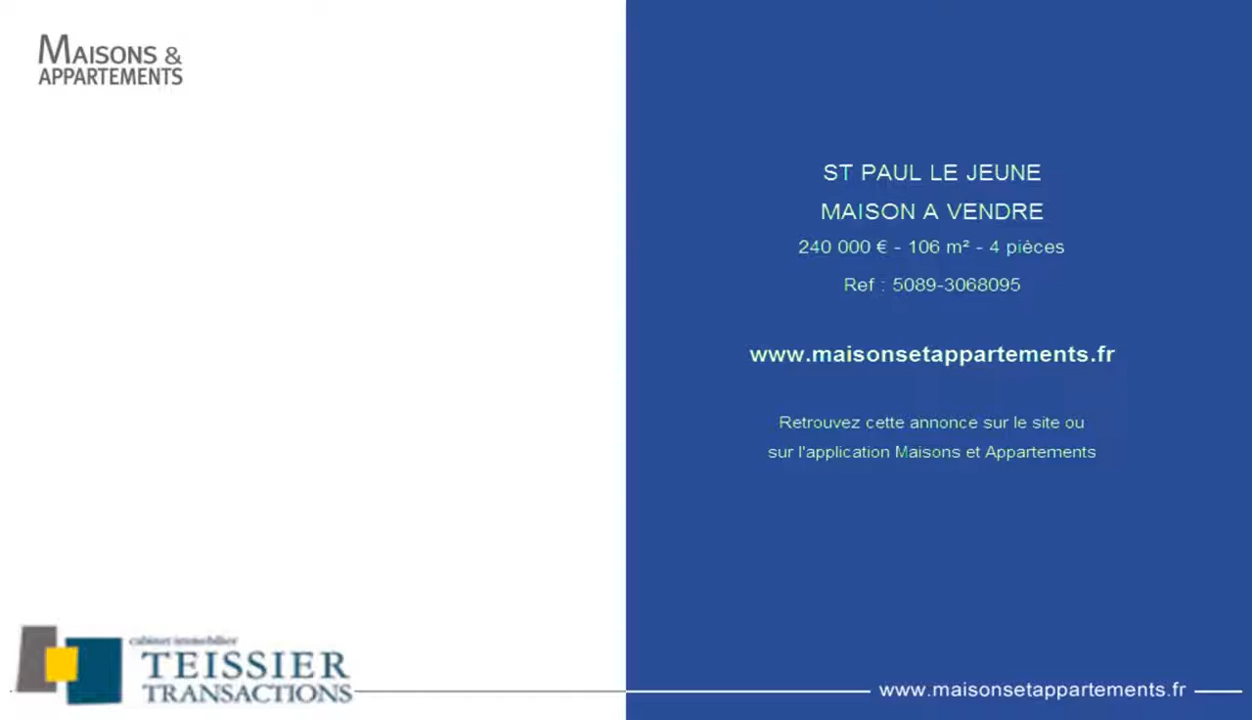 MAISONS &
APPARTEMENTS
ST PAUL LE JEUNE
MAISON A VENDRE
240 000 € - 106 m² - 4 pièces
Ref : 5089-3068095
www.maisonsetappartements.fr
Retrouvez cette annonce sur le site ou
sur l'application Maisons et Appartements
cabinet immobilier
TEISSIER
TRANSACTIONS
www.maisonsetappartements.fr